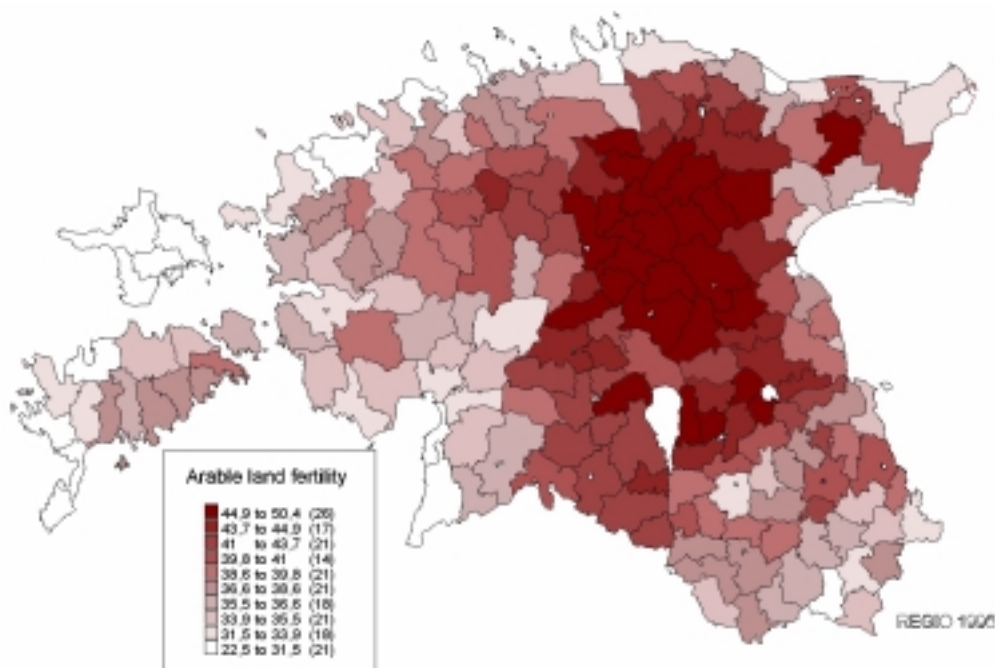 Arable land fertility
44,9 to 50,4 (26)
43,7 to 44,9 (17)
41 to 43,7 (21)
39,8 to 41 (14)
38,6 to 39,8 (21)
36,6 to 38,6 (21)
35,5 to 36,6 (18)
33,9 to 35,5 (21)
31,5 to 33,9 (18)
22,5 to 31,5 (21)
REGIO